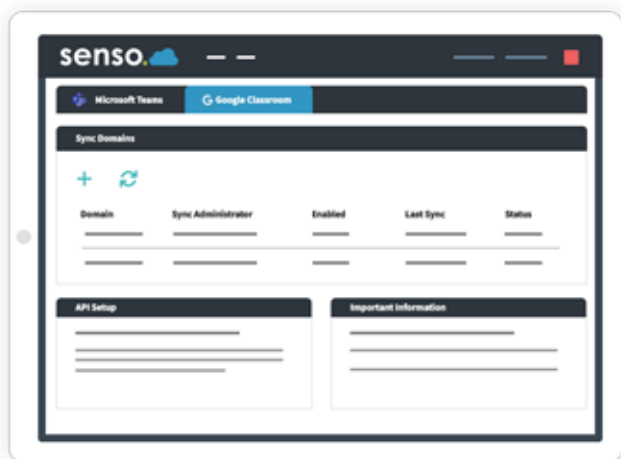 senso.
Microsoft Teams Google Classroom
Sync Domains
Domain Sync Administrator Enabled Last Sync Status
API Setup Important Information